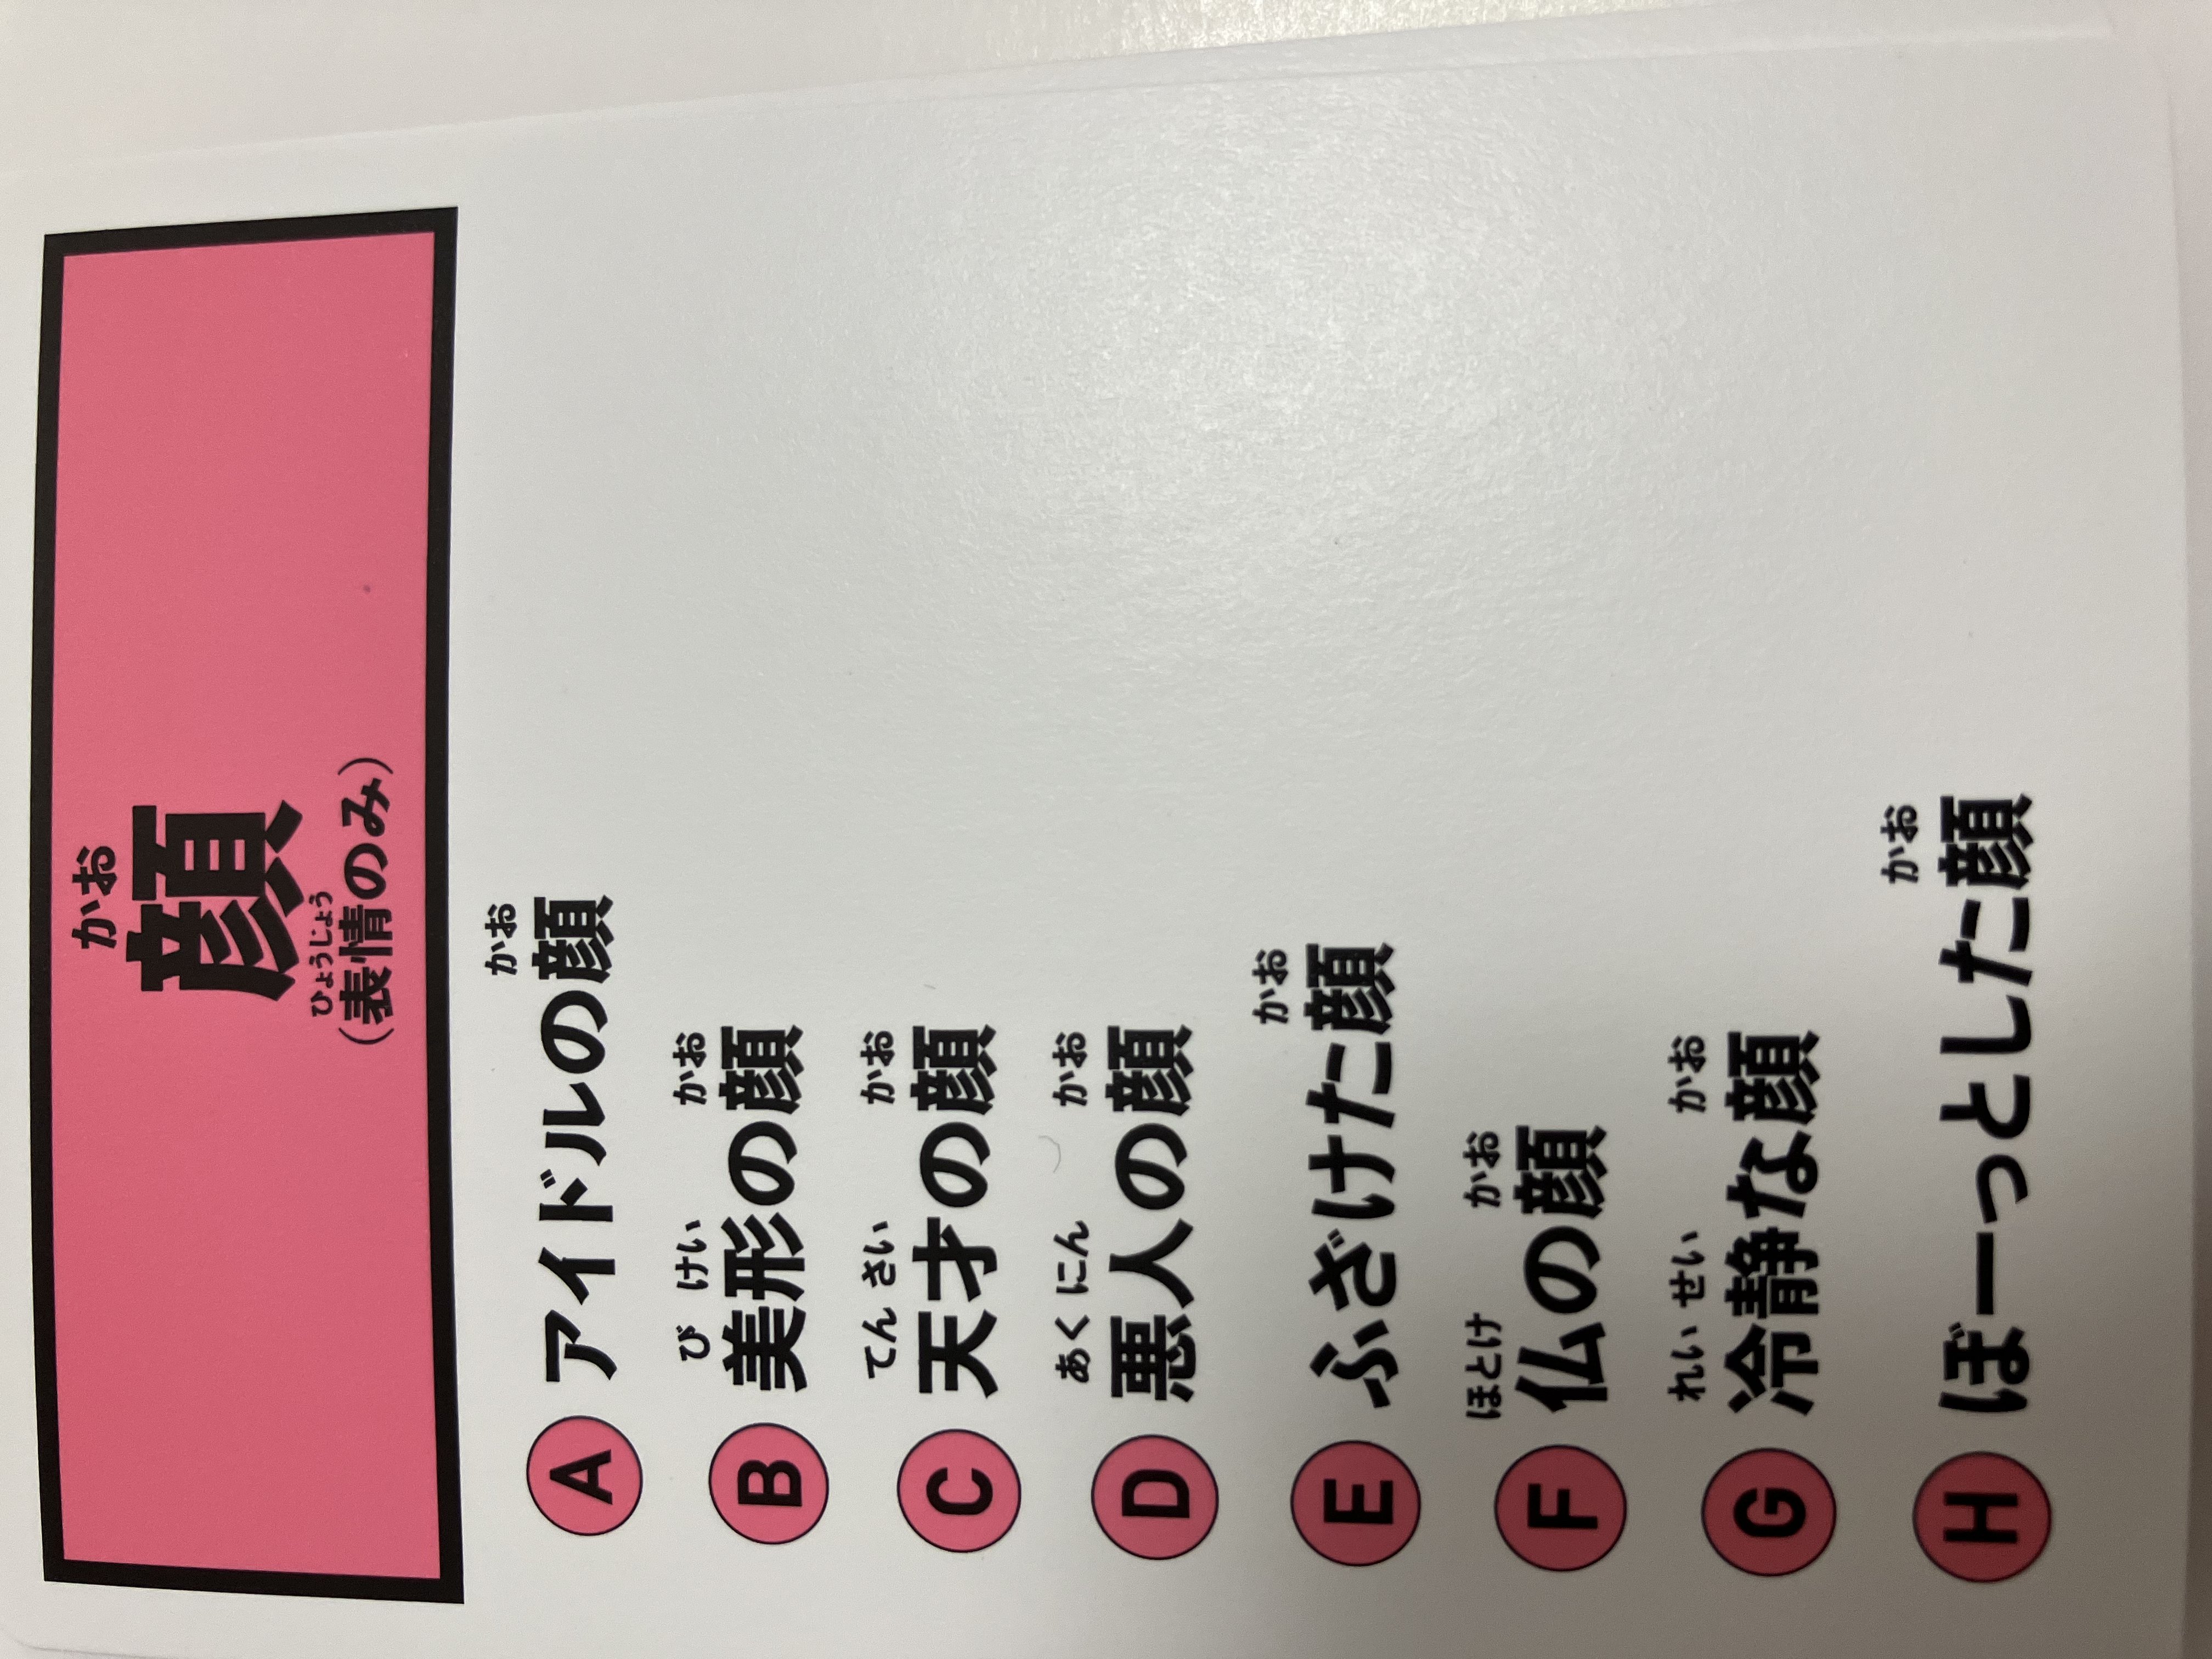 かお
顔
ひょうじょう
(表情のみ)
かお
A アイドルの顔
び けい かお
B 美形の顔
てん さい かお
C 天才の顔
あく にん かお
D 悪人の顔
かお
E ふざけた顔
ほとけ かお
F 仏の顔
れい せい かお
G 冷静な顔
かお
H ぼーっとした顔